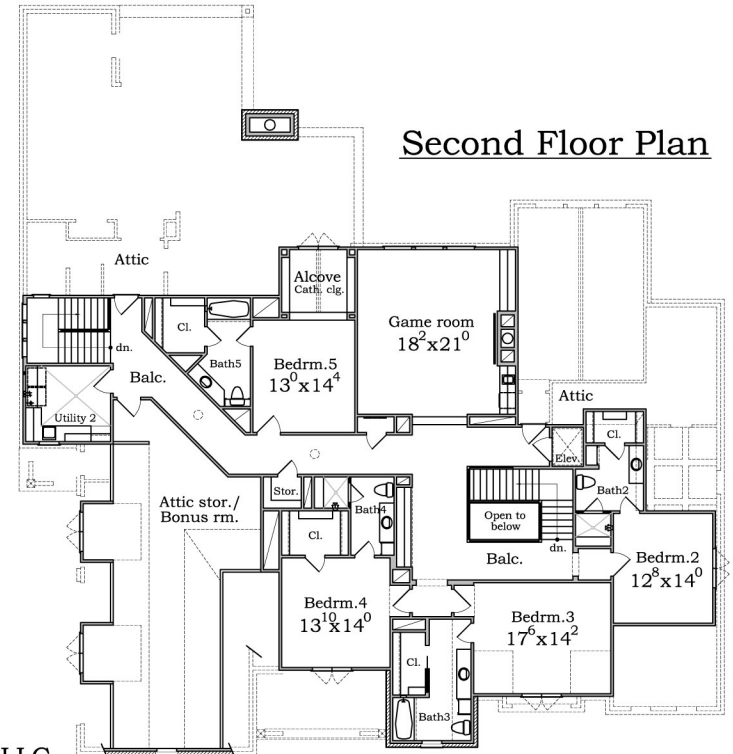 Second Floor Plan
Attic
Alcove
Cath. clg.
Cl.
Game room
18²x21⁰
dn.
Bath5
Bedrm.5
13⁰x14⁴
Balc.
Attic
Utility 2
Cl.
Elev.
Stor.
Bath2
Attic stor./
Bonus rm.
Bath4
Open to
below
Cl.
dn.
Balc.
Bedrm.2
12⁸x14⁰
Bedrm.4
13¹⁰x14⁰
Bedrm.3
17⁶x14²
Cl.
Bath3
LLC